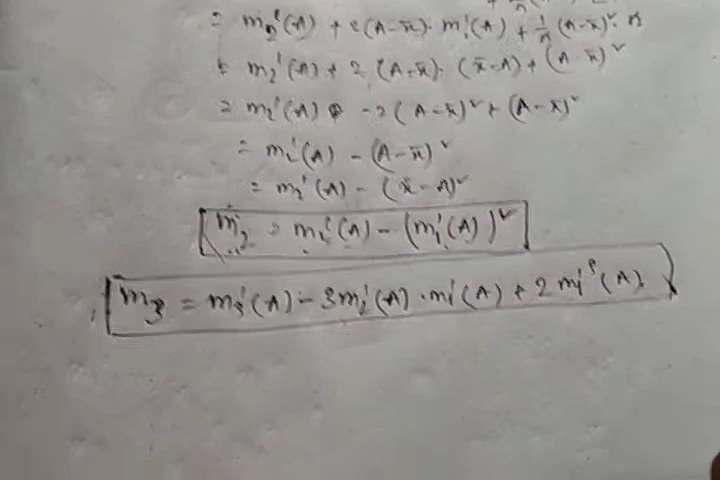 = m₂'(A) + 2(A-x̄). m₁'(A) + 1/n (A-x̄)² n
= m₂'(A) + 2. (A-x̄). (x̄-A) + (A-x̄)²
= m₂'(A) - 2(A-x̄)² + (A-x̄)²
= m₂'(A) - (A-x̄)²
= m₂'(A) - (x̄-A)²
m₂ = m₂'(A) - (m₁'(A))²
m₃ = m₃'(A) - 3m₂'(A).m₁'(A) + 2m₁'³(A).